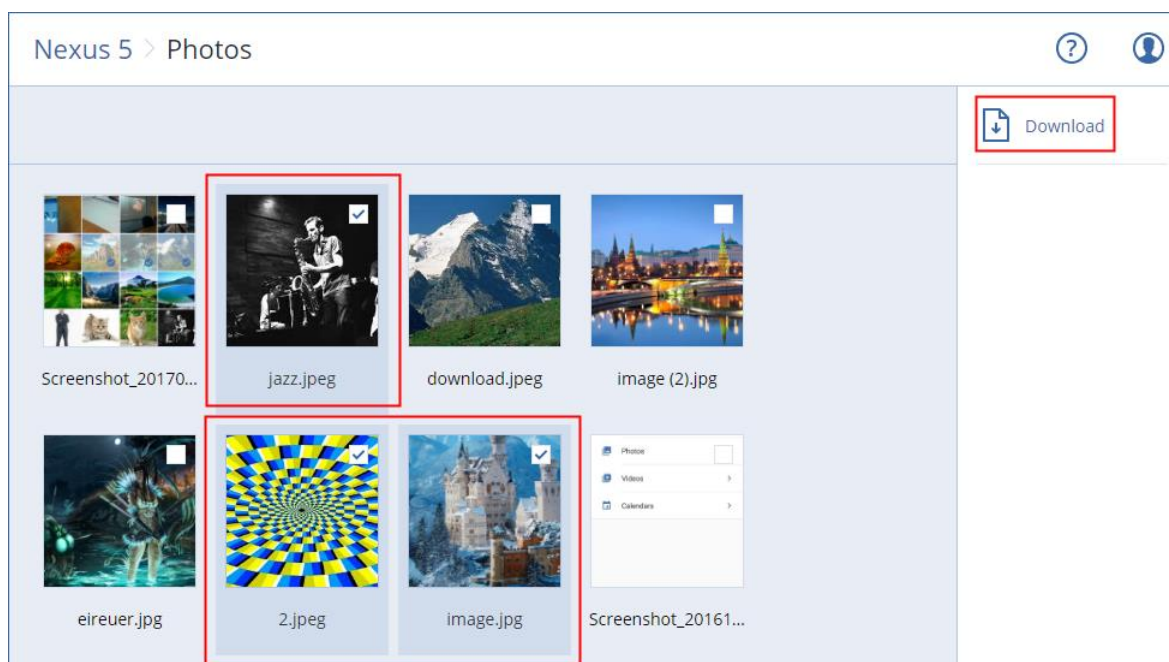 Nexus 5 > Photos
?
Download
Screenshot_20170...
jazz.jpeg
download.jpeg
image (2).jpg
Photos
Videos >
Calendars >
eireuer.jpg
2.jpeg
image.jpg
Screenshot_20161...